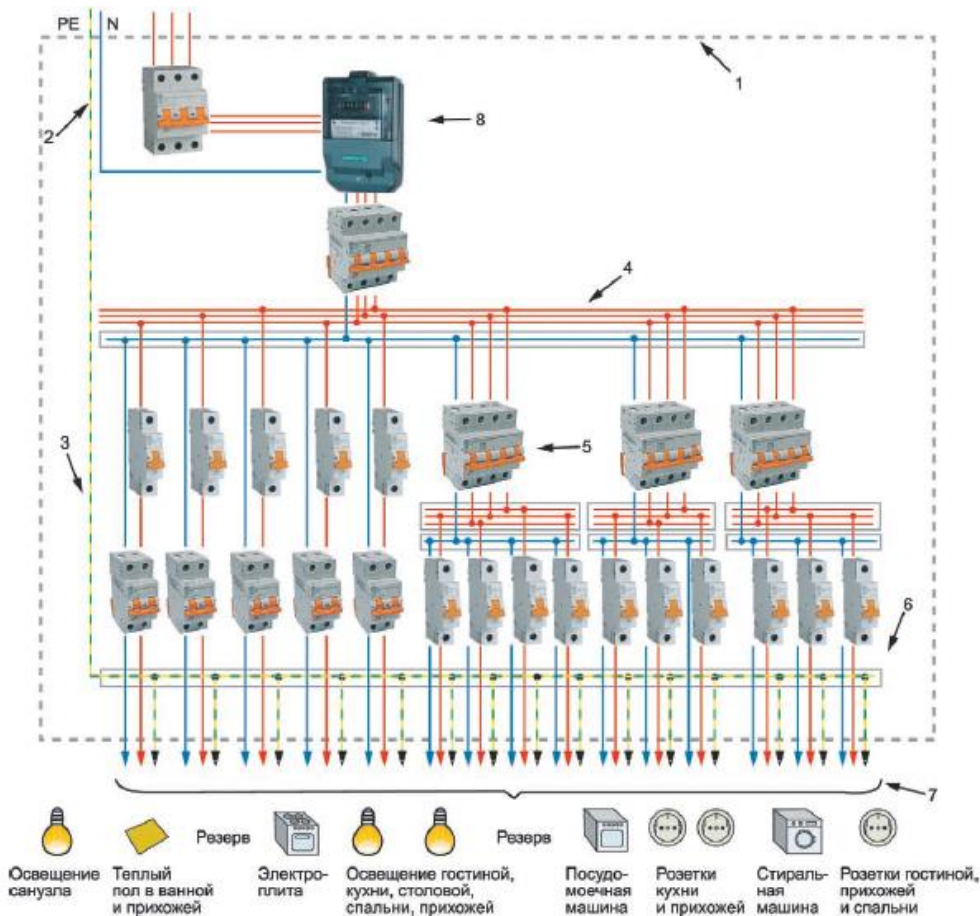 PE N
1
2
8
4
3
5
6
7
Резерв
Резерв
Освещение
санузла
Теплый
пол в ванной
и прихожей
Электро-
плита
Освещение гостиной,
кухни, столовой,
спальни, прихожей
Посудо-
моечная
машина
Розетки
кухни
и прихожей
Стираль-
ная
машина
Розетки гостиной,
прихожей
и спальни